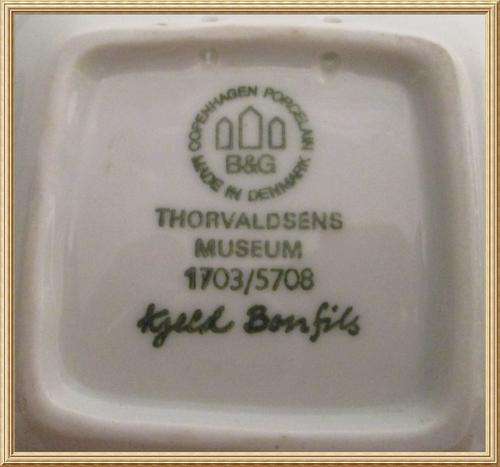 COPENHAGEN PORCELAIN
B&G
MADE IN DENMARK
THORVALDSENS
MUSEUM
1703/5708
Kjeld Bonfils